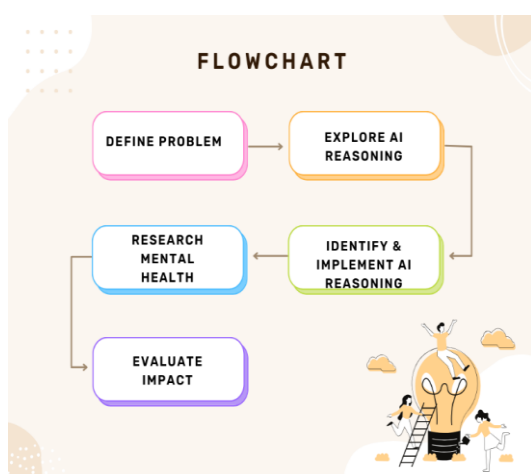 FLOWCHART
DEFINE PROBLEM
EXPLORE AI
REASONING
IDENTIFY &
IMPLEMENT AI
REASONING
RESEARCH
MENTAL
HEALTH
EVALUATE
IMPACT